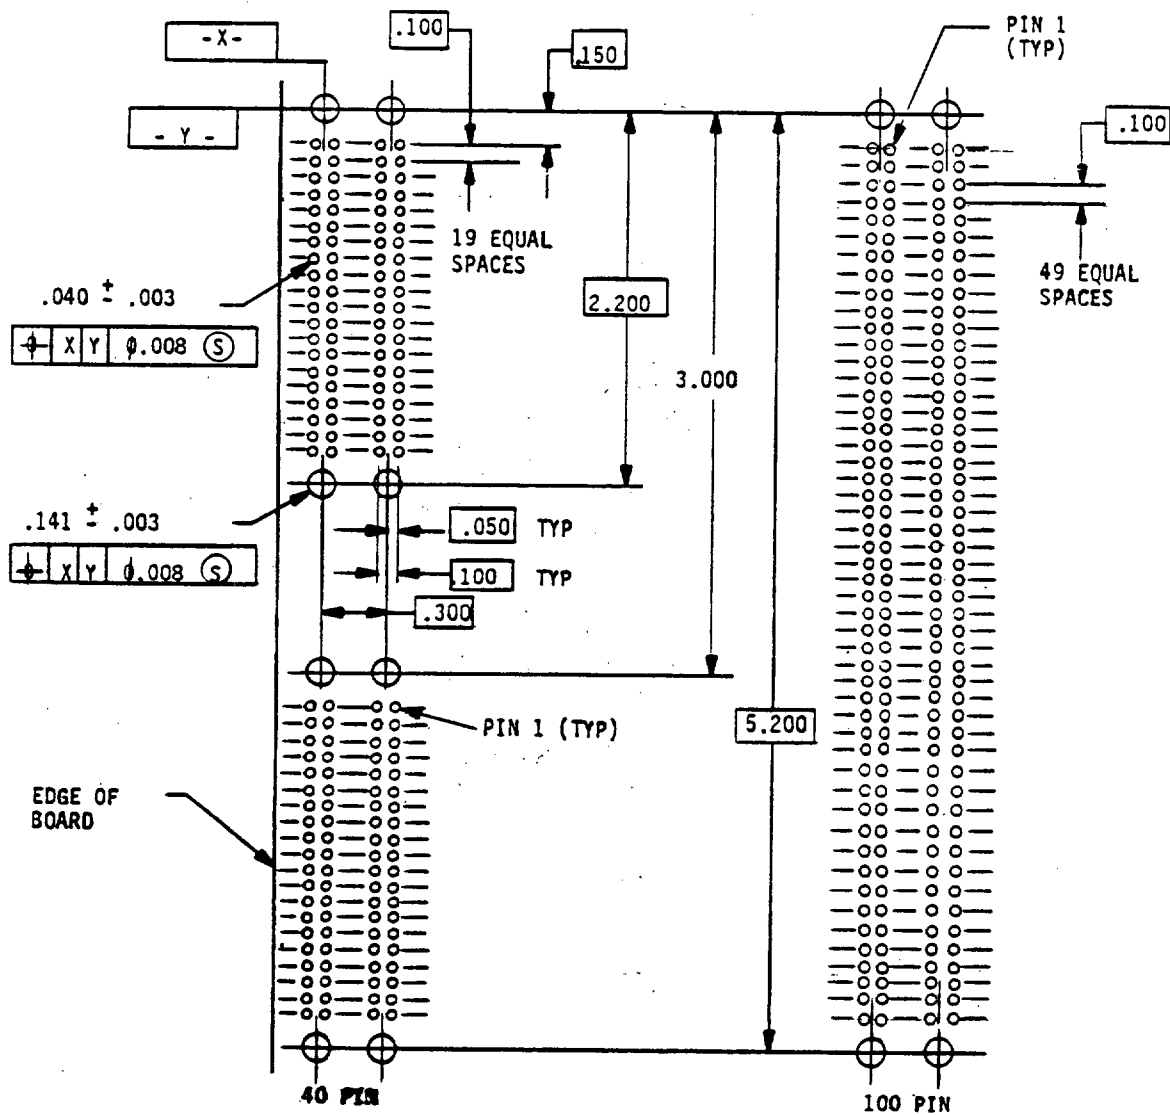 -X-
.100
.150
PIN 1
(TYP)
- Y -
.100
19 EQUAL
SPACES
49 EQUAL
SPACES
.040 ± .003
⌖ X Y ϕ.008 Ⓢ
2.200
3.000
.141 ± .003
⌖ X Y ϕ.008 Ⓢ
.050 TYP
.100 TYP
.300
PIN 1 (TYP)
5.200
EDGE OF
BOARD
40 PIN
100 PIN